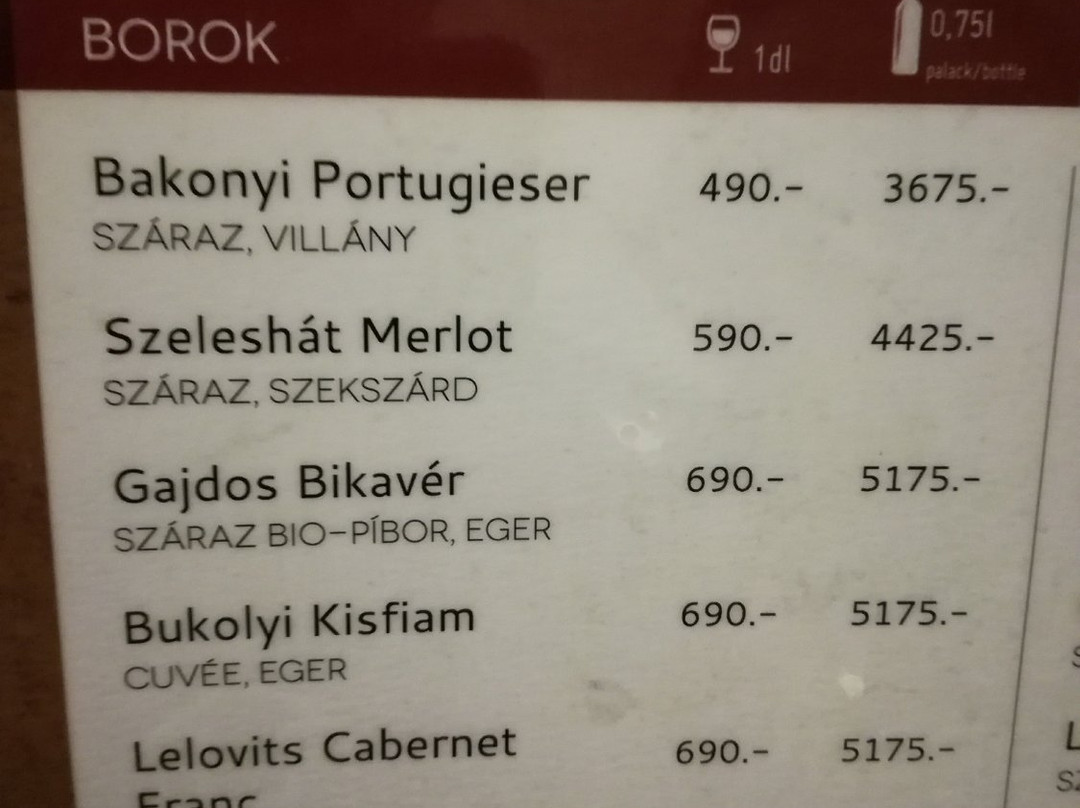 BOROK 1dl 0,75l
palack/bottle
Bakonyi Portugieser 490.- 3675.-
SZÁRAZ, VILLÁNY
Szeleshát Merlot 590.- 4425.-
SZÁRAZ, SZEKSZÁRD
Gajdos Bikavér 690.- 5175.-
SZÁRAZ BIO-PÍBOR, EGER
Bukolyi Kisfiam 690.- 5175.-
CUVÉE, EGER
Lelovits Cabernet 690.- 5175.-
Franc